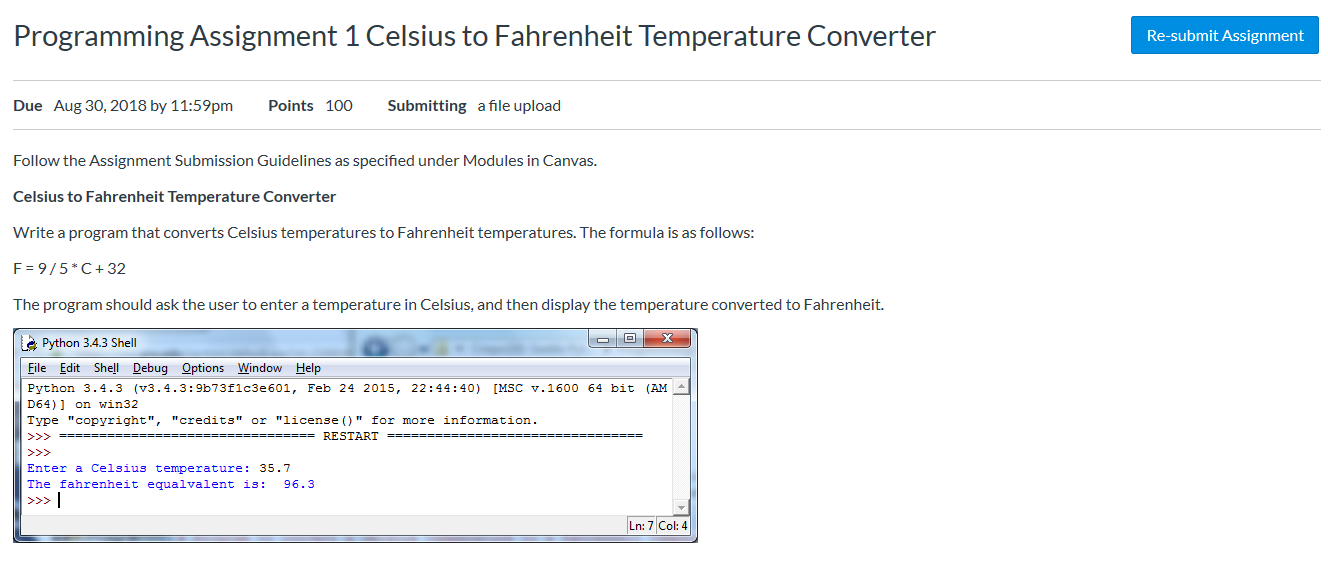 Programming Assignment 1 Celsius to Fahrenheit Temperature Converter
Re-submit Assignment
Due Aug 30, 2018 by 11:59pm Points 100 Submitting a file upload
Follow the Assignment Submission Guidelines as specified under Modules in Canvas.
Celsius to Fahrenheit Temperature Converter
Write a program that converts Celsius temperatures to Fahrenheit temperatures. The formula is as follows:
F = 9 / 5 * C + 32
The program should ask the user to enter a temperature in Celsius, and then display the temperature converted to Fahrenheit.
Python 3.4.3 Shell
File Edit Shell Debug Options Window Help
Python 3.4.3 (v3.4.3:9b73f1c3e601, Feb 24 2015, 22:44:40) [MSC v.1600 64 bit (AM
D64)] on win32
Type "copyright", "credits" or "license()" for more information.
>>> ================================ RESTART ================================
>>>
Enter a Celsius temperature: 35.7
The fahrenheit equalvalent is:  96.3
>>>
Ln: 7 Col: 4